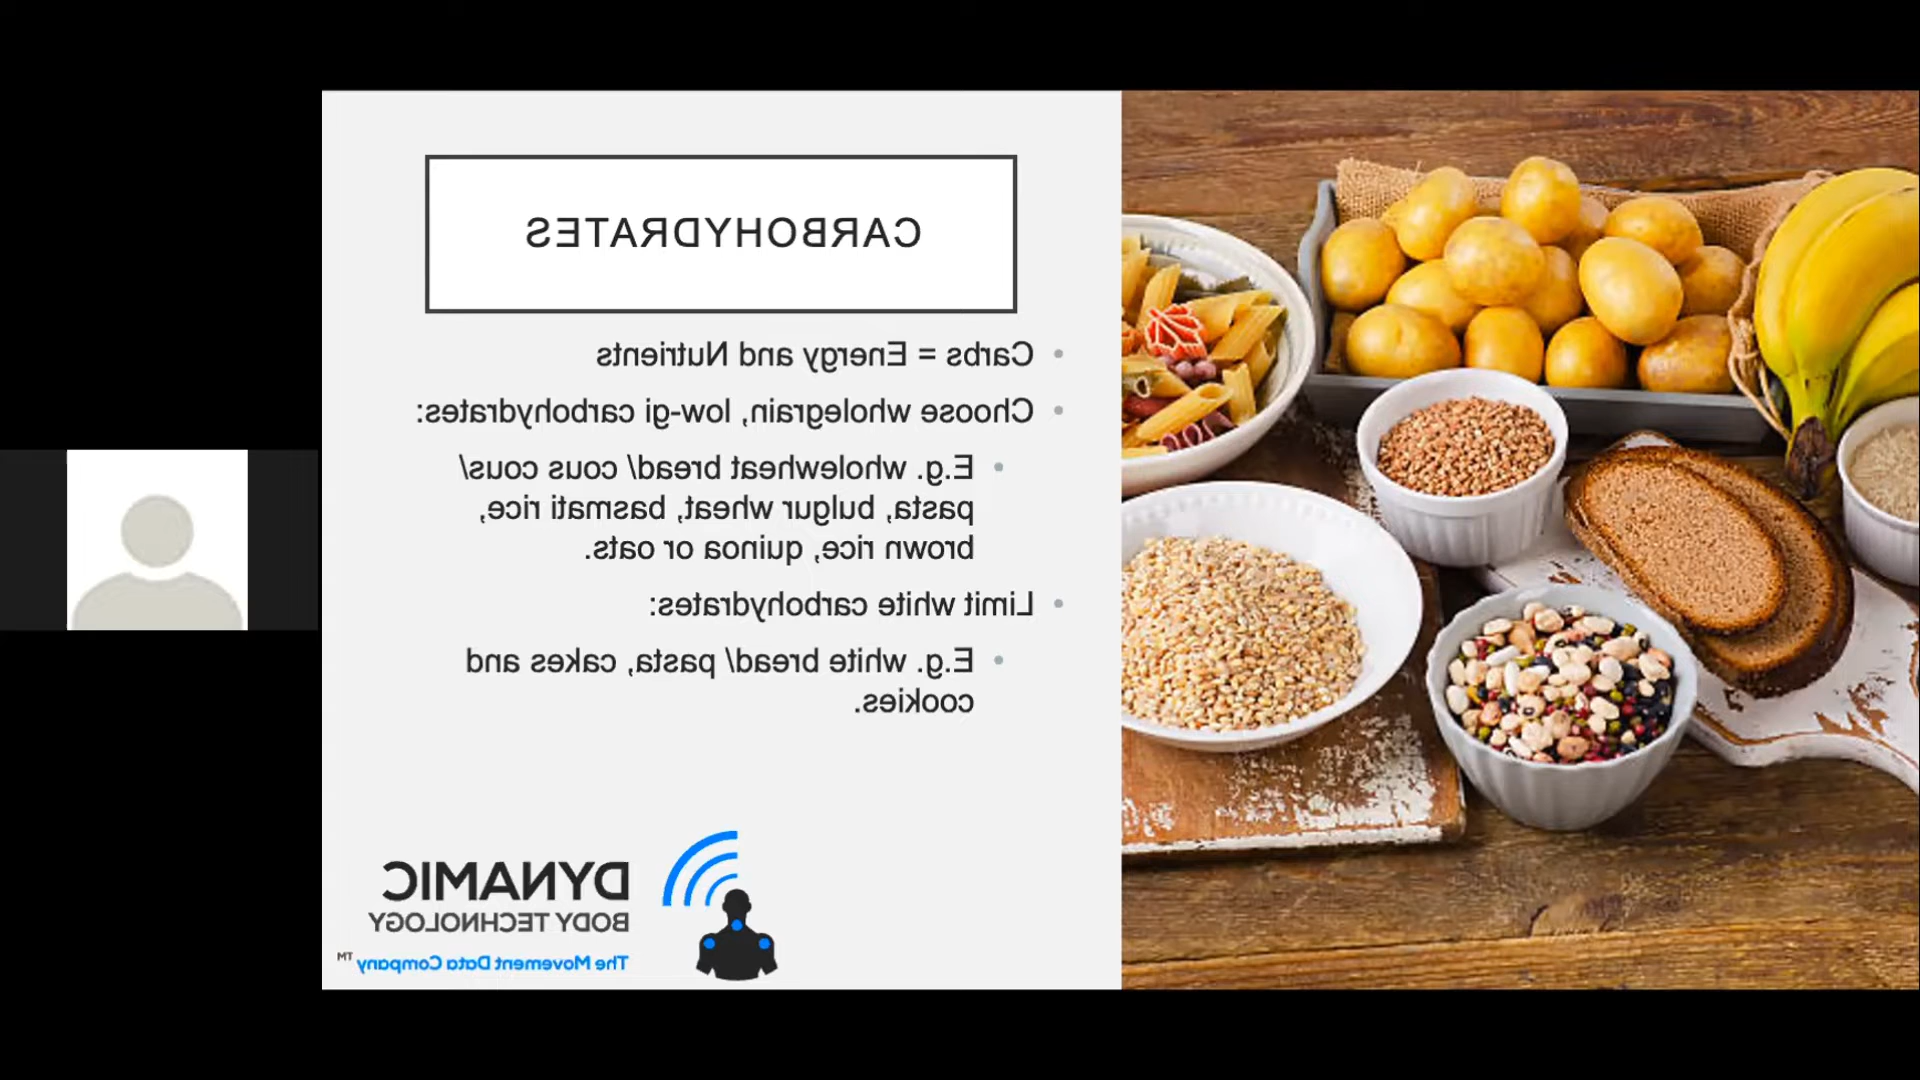 CARBOHYDRATES
• Carbs = Energy and Nutrients
• Choose wholegrain, low-gi carbohydrates:
• E.g. wholewheat bread/ cous cous/
pasta, bulgur wheat, basmati rice,
brown rice, quinoa or oats.
• Limit white carbohydrates:
• E.g. white bread/ pasta, cakes and
cookies.
DYNAMIC
BODY TECHNOLOGY
The Movement Data Company™